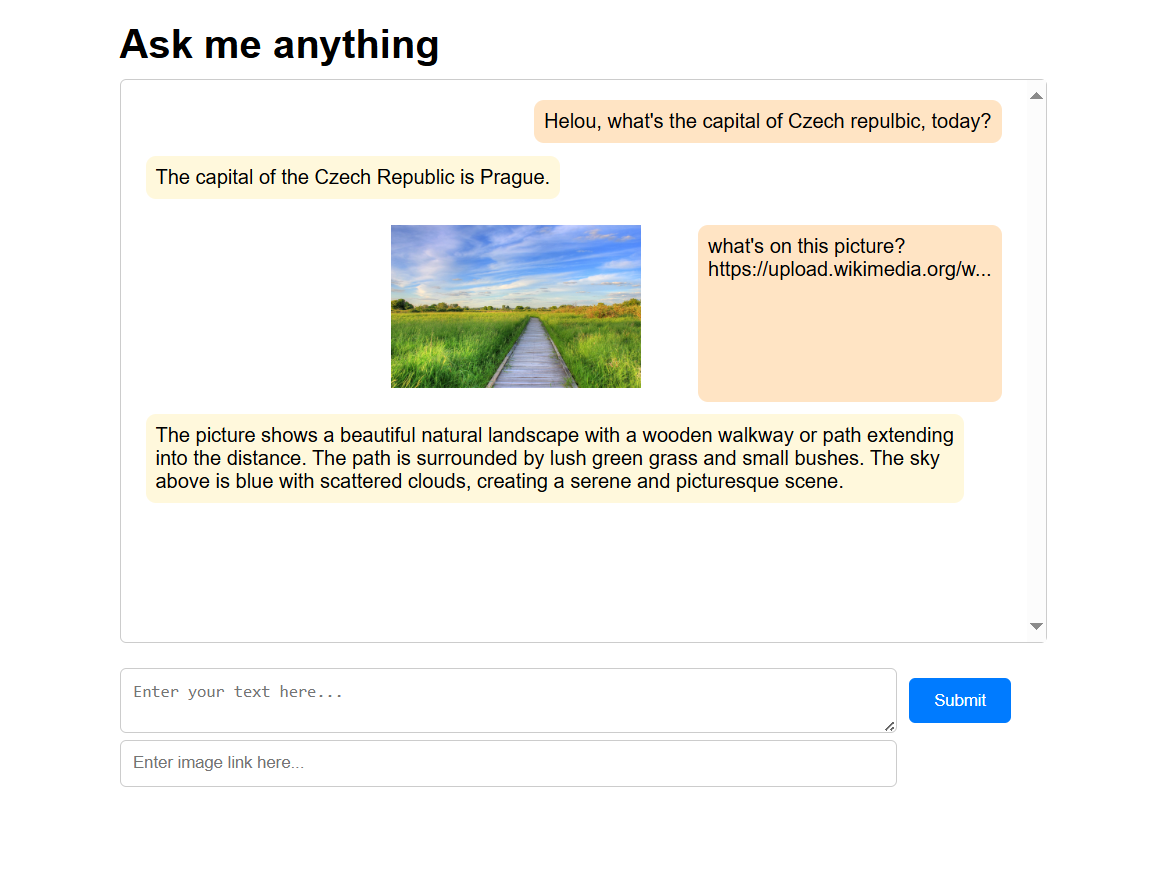 Ask me anything
Helou, what's the capital of Czech repulbic, today?
The capital of the Czech Republic is Prague.
what's on this picture?
https://upload.wikimedia.org/w...
The picture shows a beautiful natural landscape with a wooden walkway or path extending
into the distance. The path is surrounded by lush green grass and small bushes. The sky
above is blue with scattered clouds, creating a serene and picturesque scene.
Enter your text here...
Submit
Enter image link here...